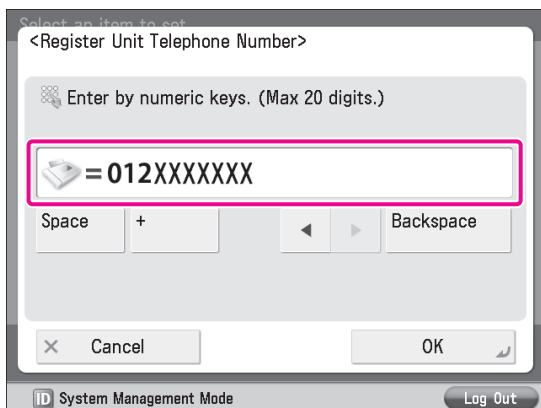 Select an item to set.
<Register Unit Telephone Number>
Enter by numeric keys. (Max 20 digits.)
=012XXXXXXX
Space + ◀ ▶ Backspace
× Cancel OK
ID System Management Mode Log Out